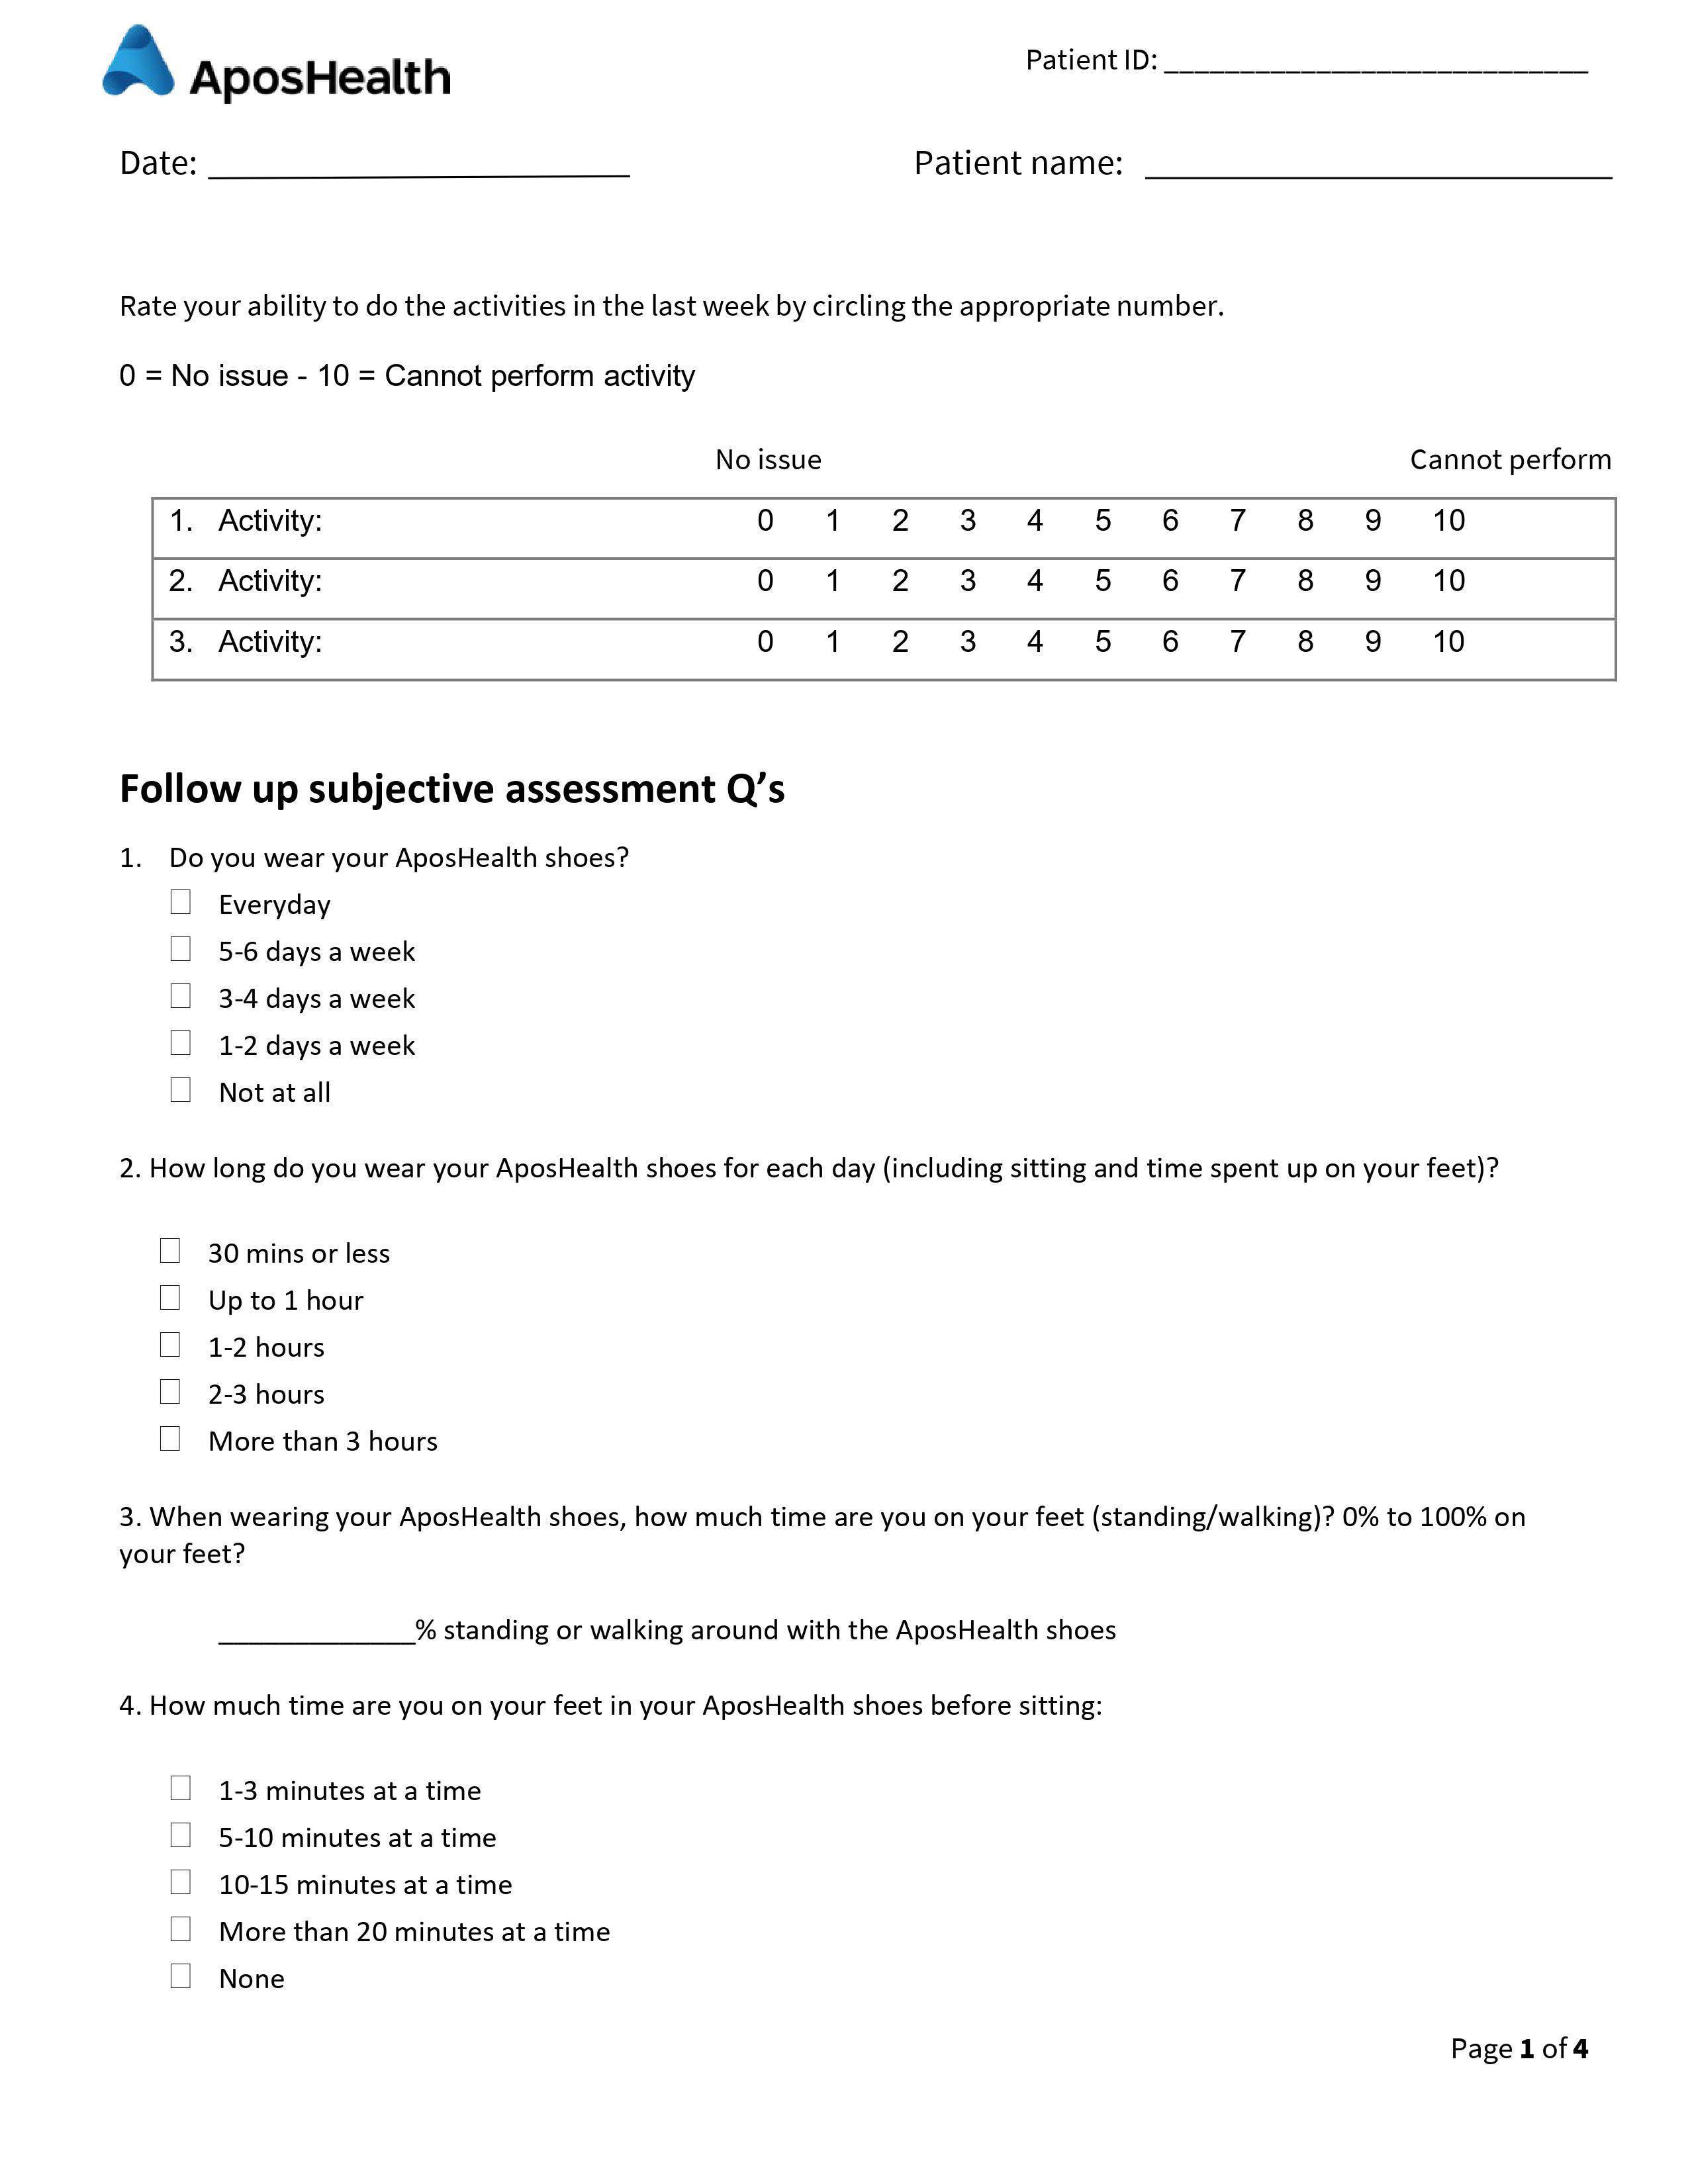 AposHealth
Patient ID: ____________________________
Date: ____________________ Patient name: ______________________
Rate your ability to do the activities in the last week by circling the appropriate number.
0 = No issue - 10 = Cannot perform activity
No issue Cannot perform
1. Activity: 0 1 2 3 4 5 6 7 8 9 10
2. Activity: 0 1 2 3 4 5 6 7 8 9 10
3. Activity: 0 1 2 3 4 5 6 7 8 9 10
Follow up subjective assessment Q’s
1. Do you wear your AposHealth shoes?
☐ Everyday
☐ 5-6 days a week
☐ 3-4 days a week
☐ 1-2 days a week
☐ Not at all
2. How long do you wear your AposHealth shoes for each day (including sitting and time spent up on your feet)?
☐ 30 mins or less
☐ Up to 1 hour
☐ 1-2 hours
☐ 2-3 hours
☐ More than 3 hours
3. When wearing your AposHealth shoes, how much time are you on your feet (standing/walking)? 0% to 100% on
your feet?
_____________% standing or walking around with the AposHealth shoes
4. How much time are you on your feet in your AposHealth shoes before sitting:
☐ 1-3 minutes at a time
☐ 5-10 minutes at a time
☐ 10-15 minutes at a time
☐ More than 20 minutes at a time
☐ None
Page 1 of 4